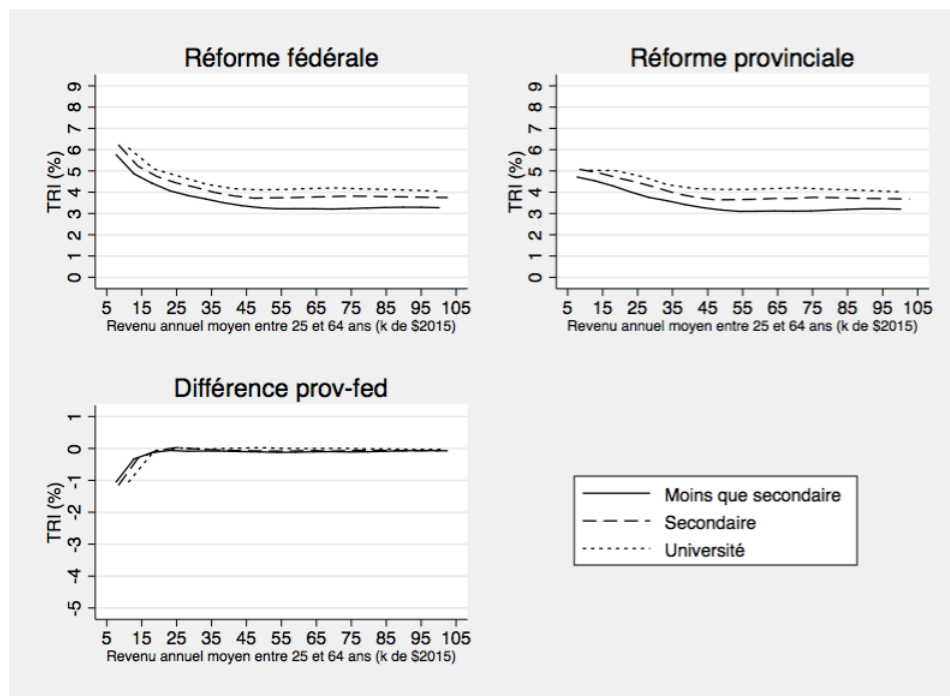 Réforme fédérale
TRI (%)
9
8
7
6
5
4
3
2
1
0
5 15 25 35 45 55 65 75 85 95 105
Revenu annuel moyen entre 25 et 64 ans (k de $2015)
Réforme provinciale
TRI (%)
9
8
7
6
5
4
3
2
1
0
5 15 25 35 45 55 65 75 85 95 105
Revenu annuel moyen entre 25 et 64 ans (k de $2015)
Différence prov-fed
TRI (%)
1
0
-1
-2
-3
-4
-5
5 15 25 35 45 55 65 75 85 95 105
Revenu annuel moyen entre 25 et 64 ans (k de $2015)
Moins que secondaire
Secondaire
Université